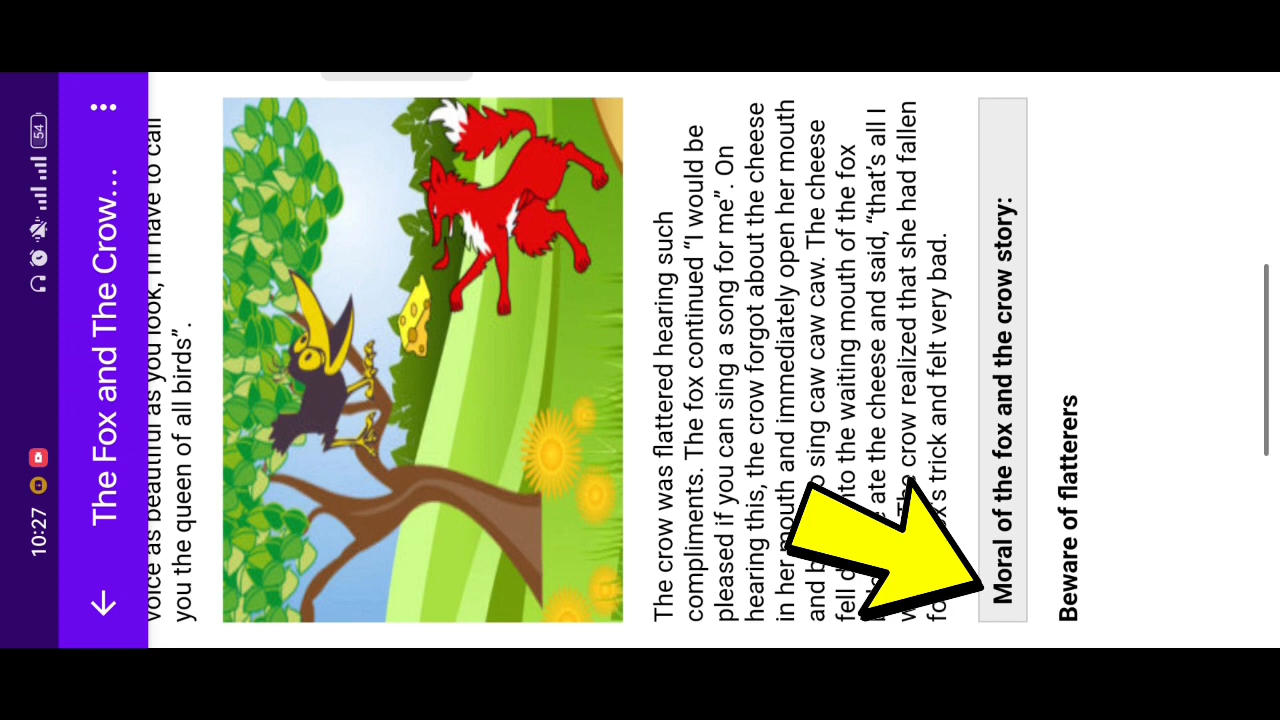 10:27 54
The Fox and The Crow...
voice as beautiful as you look, I'll have to call
you the queen of all birds”.
The crow was flattered hearing such
compliments. The fox continued “I would be
pleased if you can sing a song for me”. On
hearing this, the crow forgot about the cheese
in her mouth and immediately open her mouth
and sing caw caw caw. The cheese
fell the waiting mouth of the fox
ate the cheese and said, “that’s all I
crow realized that she had fallen
trick and felt very bad.
Moral of the fox and the crow story:
Beware of flatterers